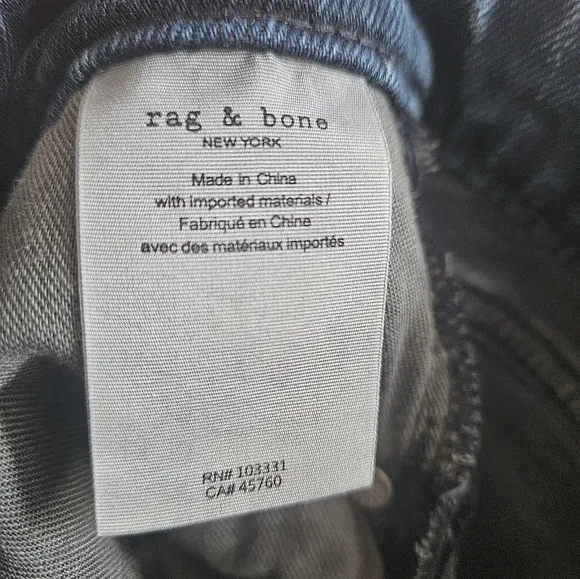 rag & bone
NEW YORK
Made in China
with imported materials /
Fabriqué en Chine
avec des matériaux importés
RN# 103331
CA# 45760